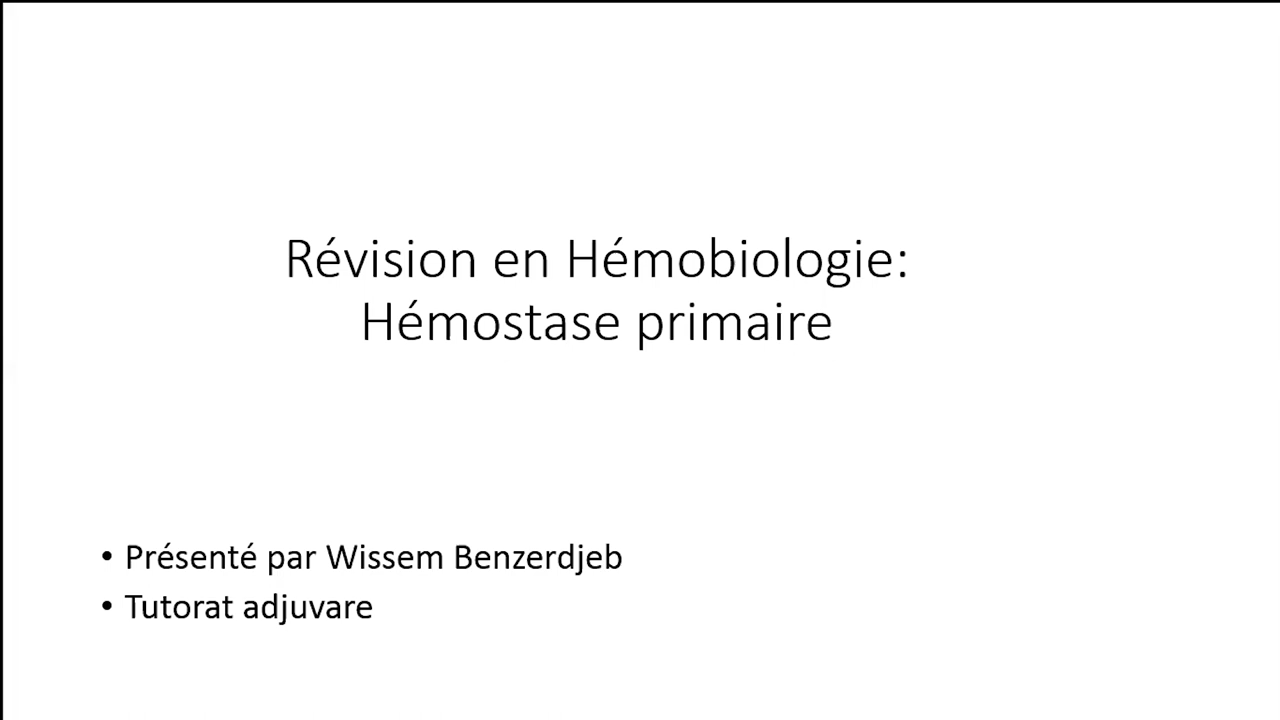 Révision en Hémobiologie:
Hémostase primaire
• Présenté par Wissem Benzerdjeb
• Tutorat adjuvare